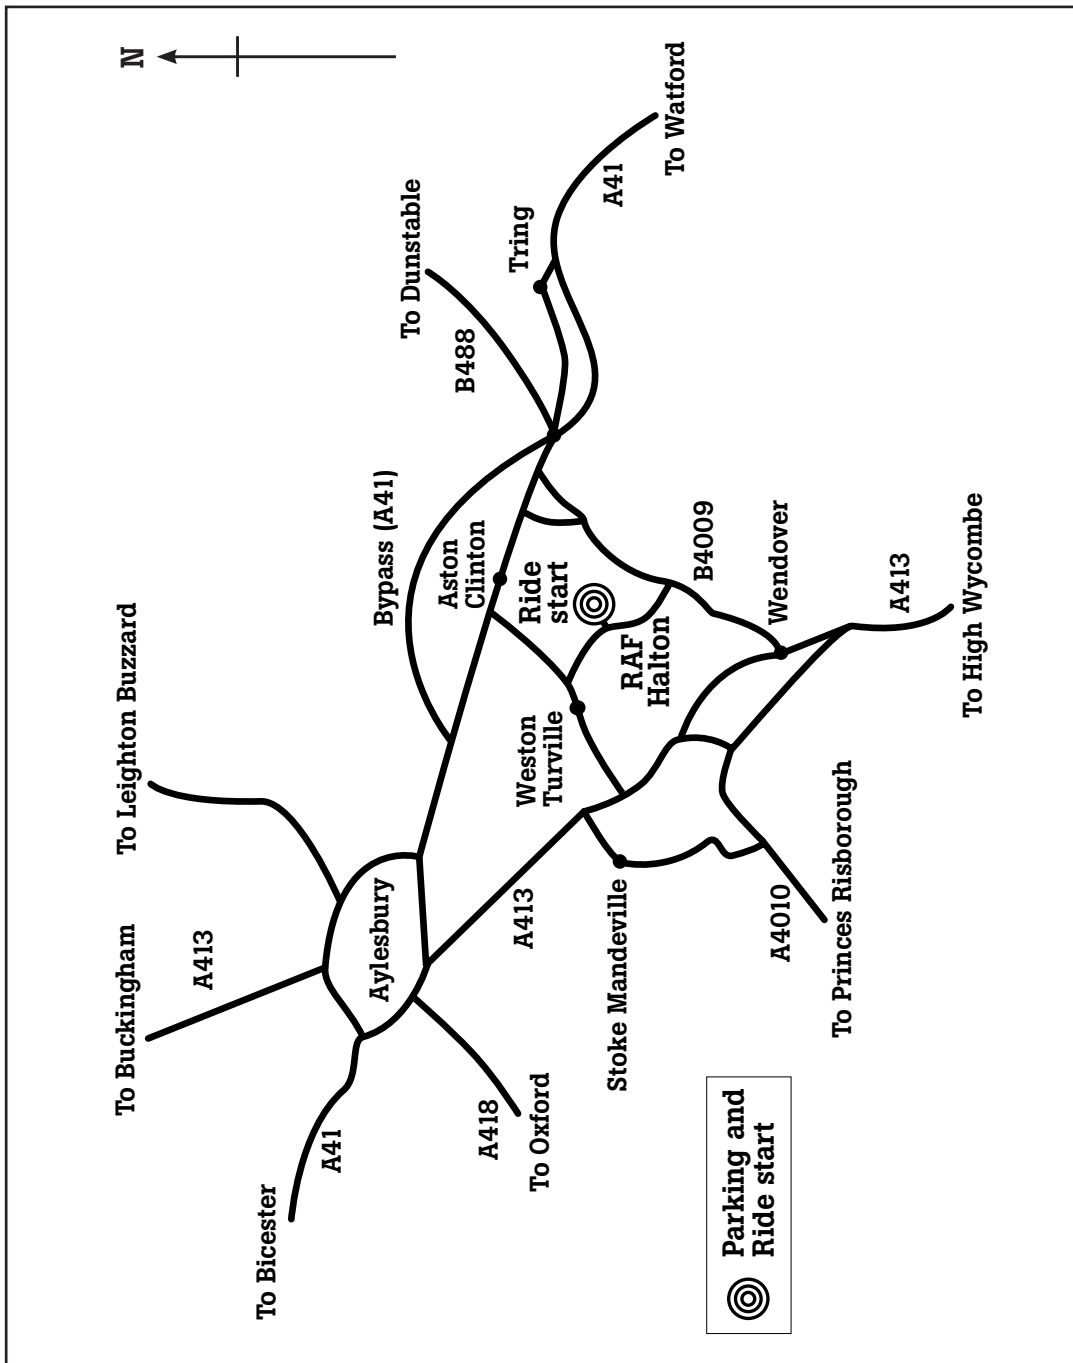 N
To Leighton Buzzard
To Buckingham
A413
To Bicester
A41
Aylesbury
A418
To Oxford
Bypass (A41)
To Dunstable
B488
Tring
A41
To Watford
Aston
Clinton
Ride
start
RAF
Halton
Weston
Turville
A413
Stoke Mandeville
B4009
Wendover
A413
To High Wycombe
A4010
To Princes Risborough
Parking and
Ride start